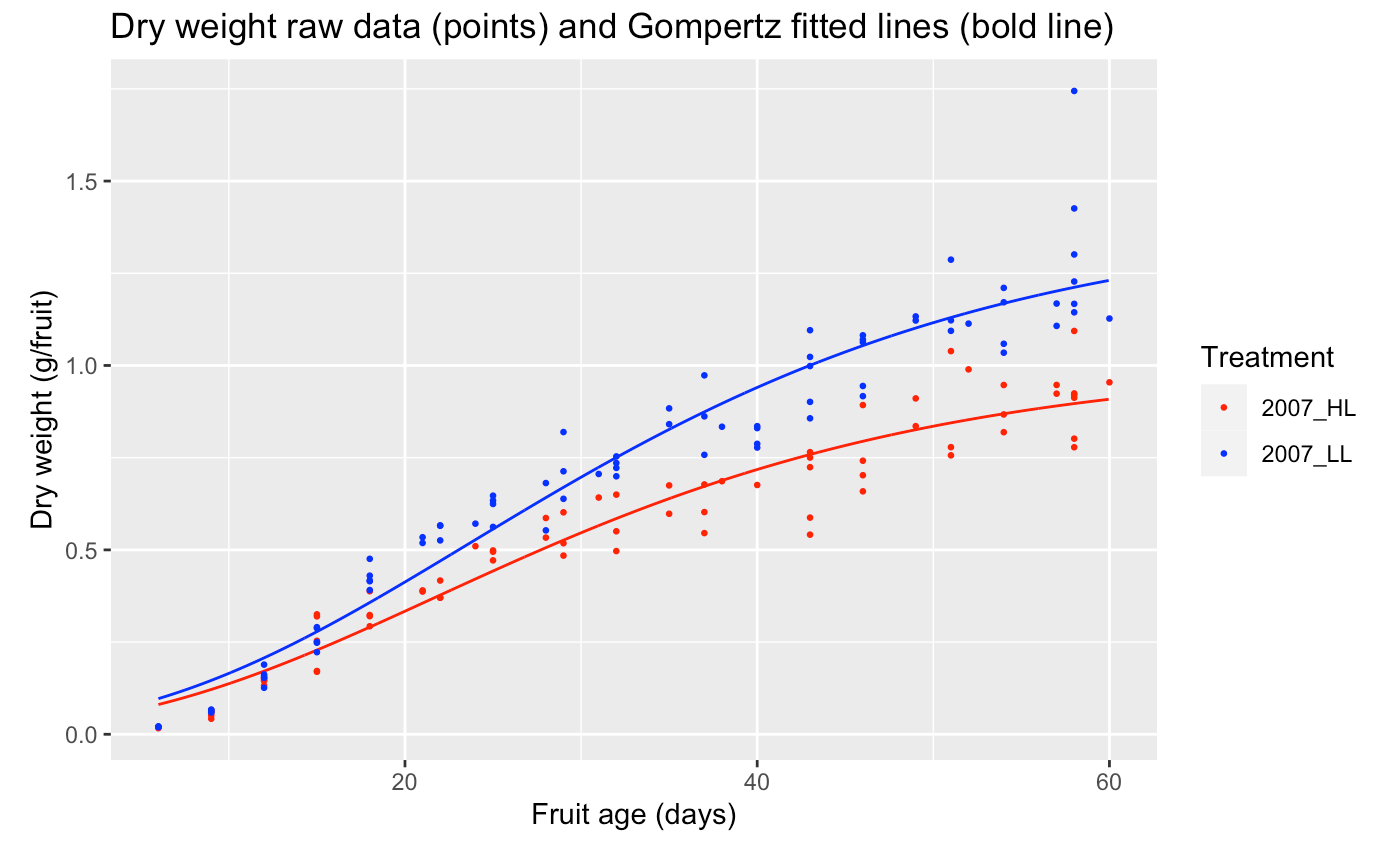 Dry weight raw data (points) and Gompertz fitted lines (bold line)
Dry weight (g/fruit)
1.5
1.0
0.5
0.0
20 40 60
Fruit age (days)
Treatment
2007_HL
2007_LL